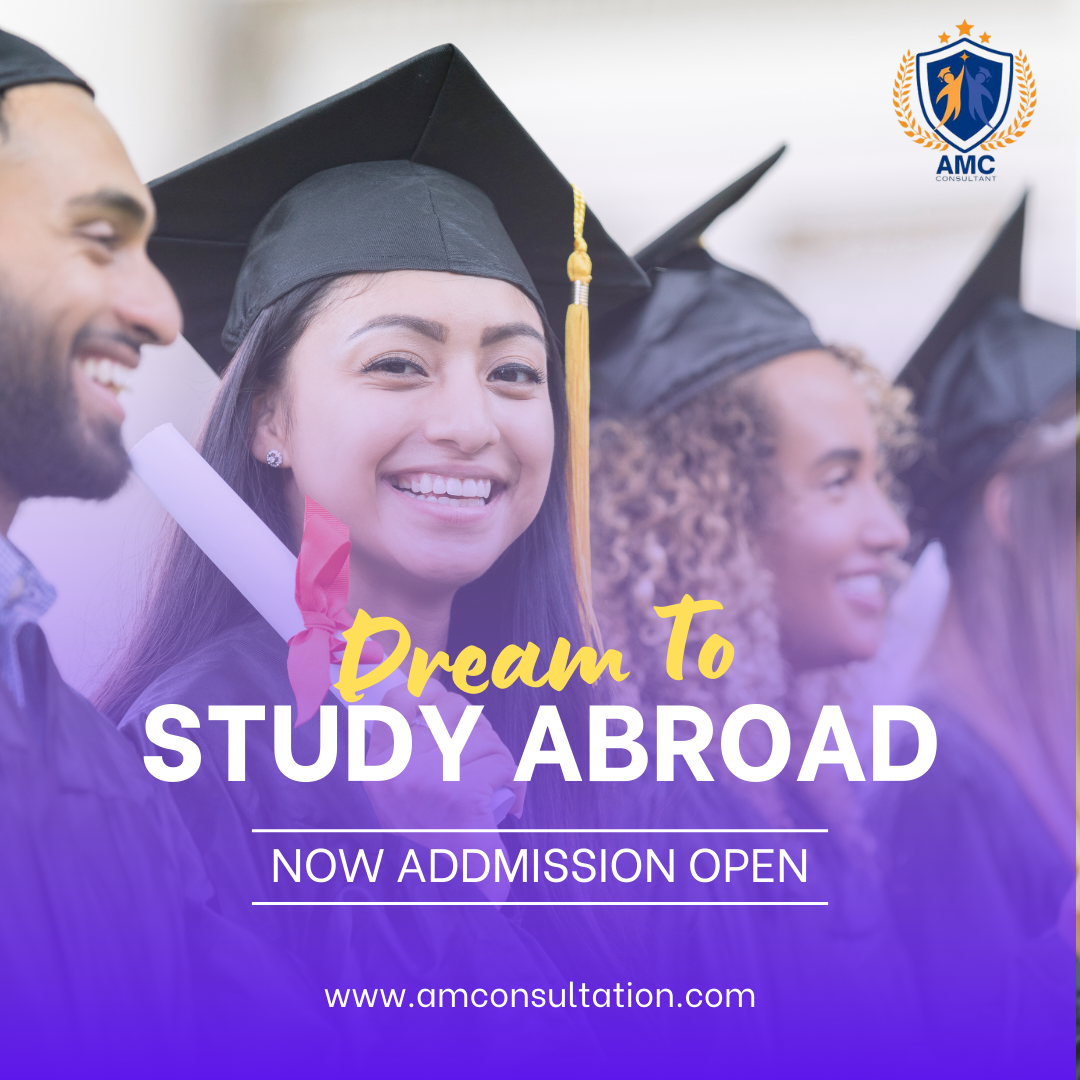 AMC
CONSULTANT
Dream To
STUDY ABROAD
NOW ADDMISSION OPEN
www.amconsultation.com